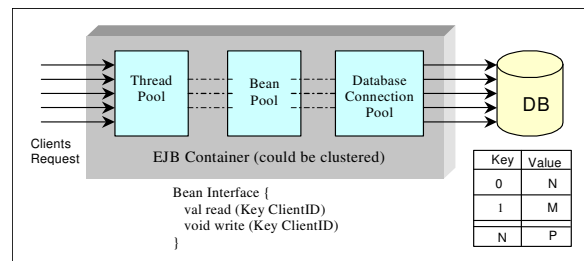 Thread
Pool
Bean
Pool
Database
Connection
Pool
DB
Clients
Request
EJB Container (could be clustered)
Bean Interface {
val read (Key ClientID)
void write (Key ClientID)
}
Key Value
0 N
1 M
N P